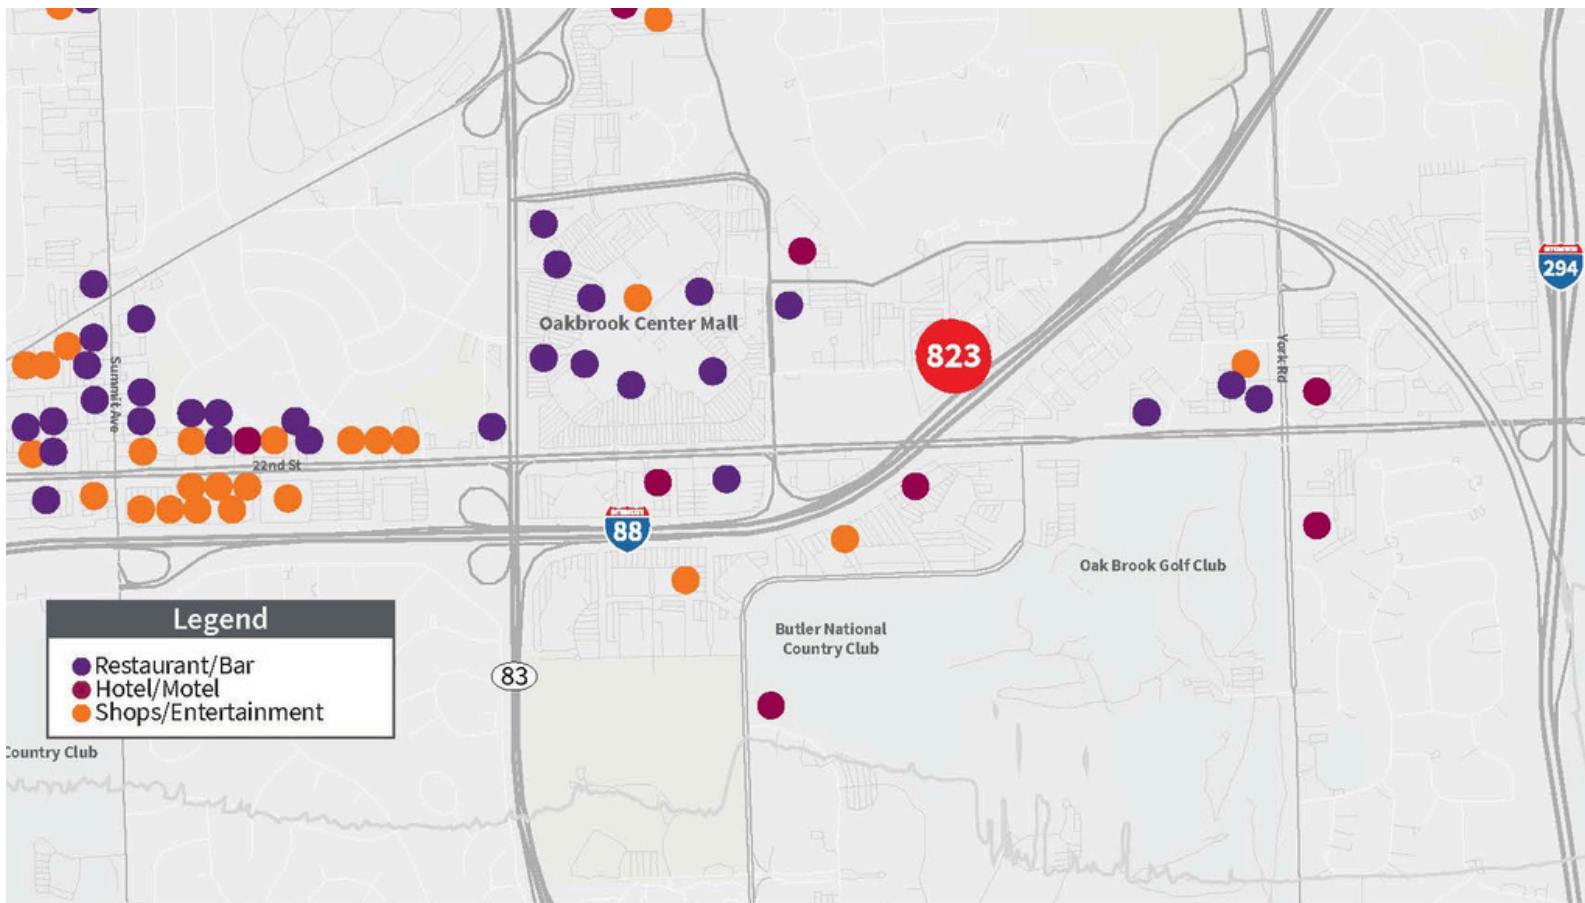 294
Oakbrook Center Mall
Summit Ave
York Rd
823
22nd St
88
Oak Brook Golf Club
Butler National
Country Club
Legend
Restaurant/Bar
Hotel/Motel
Shops/Entertainment
83
Country Club